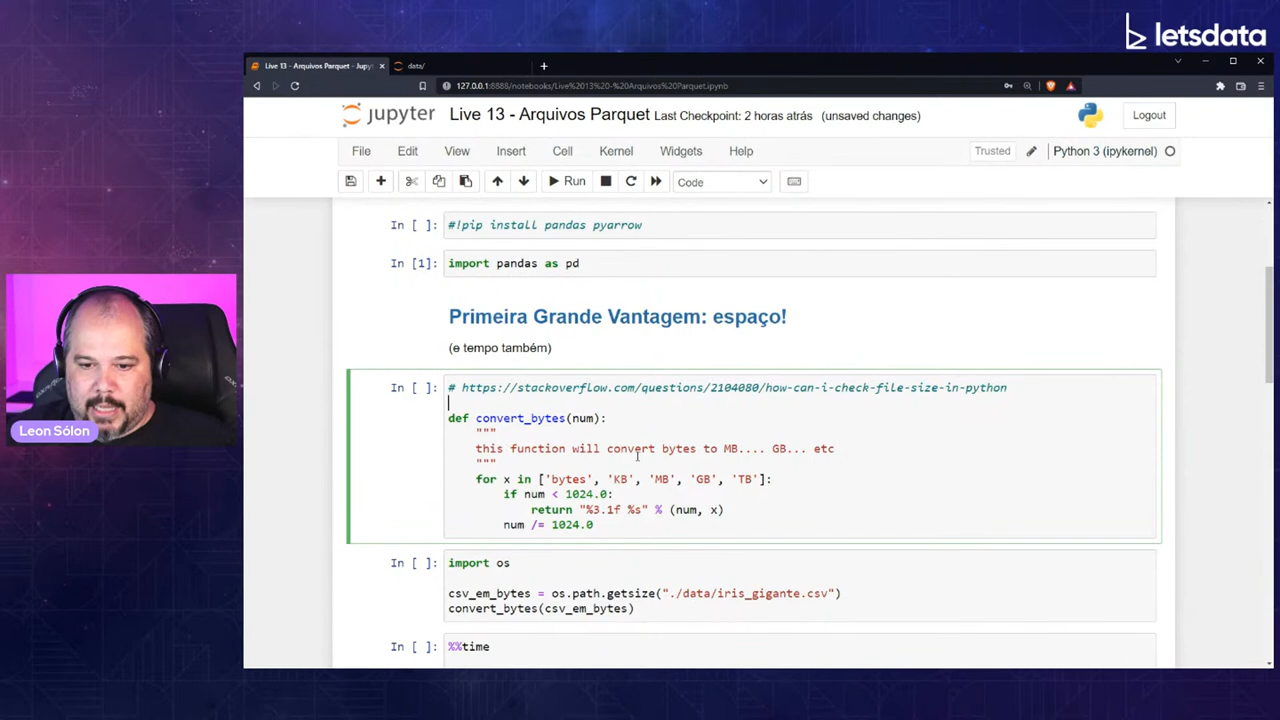 letsdata
Live 13 - Arquivos Parquet - Jupyt
data/
127.0.0.1:8888/notebooks/Live%2013%20-%20Arquivos%20Parquet.ipynb
jupyter Live 13 - Arquivos Parquet Last Checkpoint: 2 horas atrás (unsaved changes) Logout
File Edit View Insert Cell Kernel Widgets Help Trusted Python 3 (ipykernel)
Run Code
In [ ]: #!pip install pandas pyarrow
In [1]: import pandas as pd
Primeira Grande Vantagem: espaço!
(e tempo também)
In [ ]: # https://stackoverflow.com/questions/2104080/how-can-i-check-file-size-in-python
def convert_bytes(num):
"""
this function will convert bytes to MB.... GB... etc
"""
for x in ['bytes', 'KB', 'MB', 'GB', 'TB']:
if num < 1024.0:
return "%3.1f %s" % (num, x)
num /= 1024.0
In [ ]: import os
csv_em_bytes = os.path.getsize("./data/iris_gigante.csv")
convert_bytes(csv_em_bytes)
In [ ]: %%time
Leon Sólon